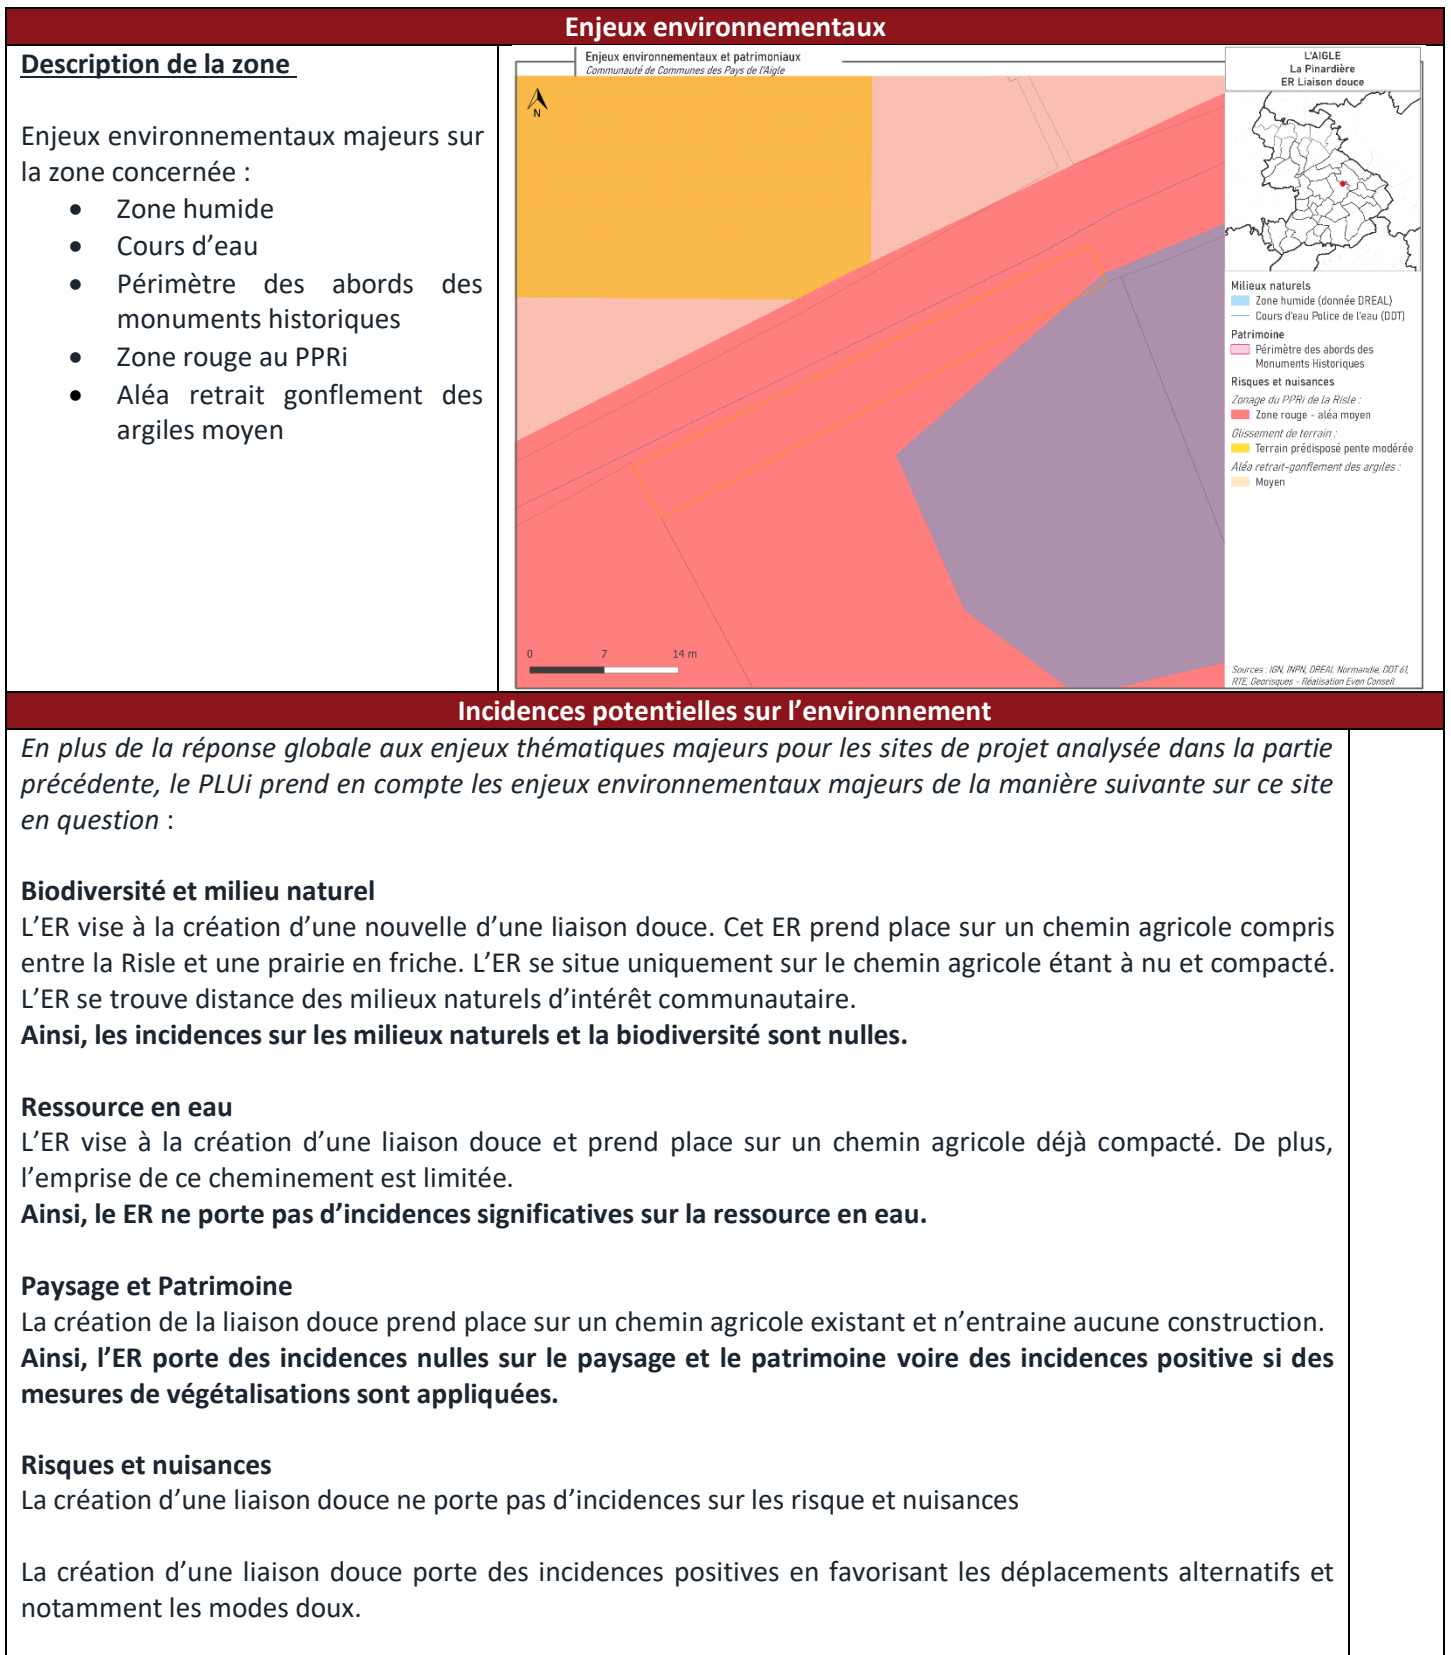 Enjeux environnementaux
Description de la zone
Enjeux environnementaux majeurs sur
la zone concernée :
• Zone humide
• Cours d’eau
• Périmètre des abords des
monuments historiques
• Zone rouge au PPRi
• Aléa retrait gonflement des
argiles moyen
Enjeux environnementaux et patrimoniaux
Communauté de Communes des Pays de l'Aigle
N
0 7 14 m
L'AIGLE
La Pinardière
ER Liaison douce
Milieux naturels
Zone humide (donnée DREAL)
Cours d'eau Police de l'eau (DDT)
Patrimoine
Périmètre des abords des
Monuments Historiques
Risques et nuisances
Zonage du PPRi de la Risle :
Zone rouge - aléa moyen
Glissement de terrain :
Terrain prédisposé pente modérée
Aléa retrait-gonflement des argiles :
Moyen
Sources : IGN, INPN, DREAL Normandie, DDT 61,
RTE, Georisques - Réalisation Even Conseil
Incidences potentielles sur l’environnement
En plus de la réponse globale aux enjeux thématiques majeurs pour les sites de projet analysée dans la partie
précédente, le PLUi prend en compte les enjeux environnementaux majeurs de la manière suivante sur ce site
en question :
Biodiversité et milieu naturel
L’ER vise à la création d’une nouvelle d’une liaison douce. Cet ER prend place sur un chemin agricole compris
entre la Risle et une prairie en friche. L’ER se situe uniquement sur le chemin agricole étant à nu et compacté.
L’ER se trouve distance des milieux naturels d’intérêt communautaire.
Ainsi, les incidences sur les milieux naturels et la biodiversité sont nulles.
Ressource en eau
L’ER vise à la création d’une liaison douce et prend place sur un chemin agricole déjà compacté. De plus,
l’emprise de ce cheminement est limitée.
Ainsi, le ER ne porte pas d’incidences significatives sur la ressource en eau.
Paysage et Patrimoine
La création de la liaison douce prend place sur un chemin agricole existant et n’entraine aucune construction.
Ainsi, l’ER porte des incidences nulles sur le paysage et le patrimoine voire des incidences positive si des
mesures de végétalisations sont appliquées.
Risques et nuisances
La création d’une liaison douce ne porte pas d’incidences sur les risque et nuisances
La création d’une liaison douce porte des incidences positives en favorisant les déplacements alternatifs et
notamment les modes doux.